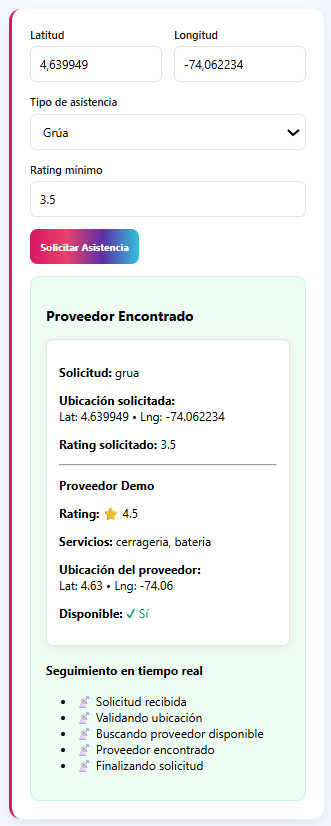 Latitud Longitud
4,639949 -74,062234
Tipo de asistencia
Grúa
Rating mínimo
3.5
Solicitar Asistencia
Proveedor Encontrado
Solicitud: grua
Ubicación solicitada:
Lat: 4.639949 • Lng: -74.062234
Rating solicitado: 3.5
Proveedor Demo
Rating: ⭐ 4.5
Servicios: cerrageria, bateria
Ubicación del proveedor:
Lat: 4.63 • Lng: -74.06
Disponible: ✓ Sí
Seguimiento en tiempo real
• 📡 Solicitud recibida
• 📡 Validando ubicación
• 📡 Buscando proveedor disponible
• 📡 Proveedor encontrado
• 📡 Finalizando solicitud